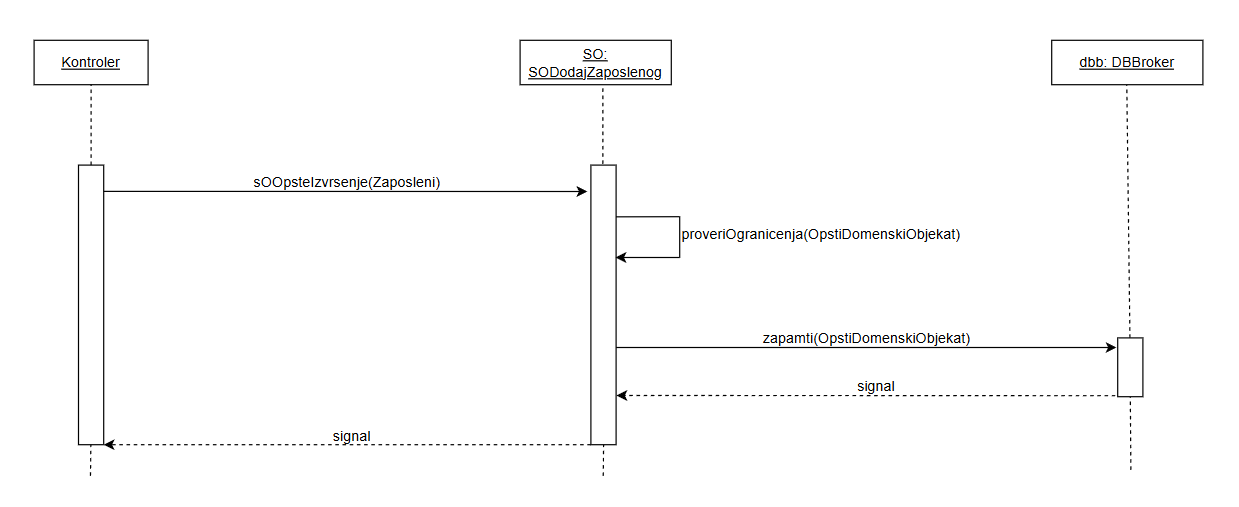 Kontroler
SO:
SODodajZaposlenog
dbb: DBBroker
sOOpsteIzvrsenje(Zaposleni)
proveriOgranicenja(OpstiDomenskiObjekat)
zapamti(OpstiDomenskiObjekat)
signal
signal